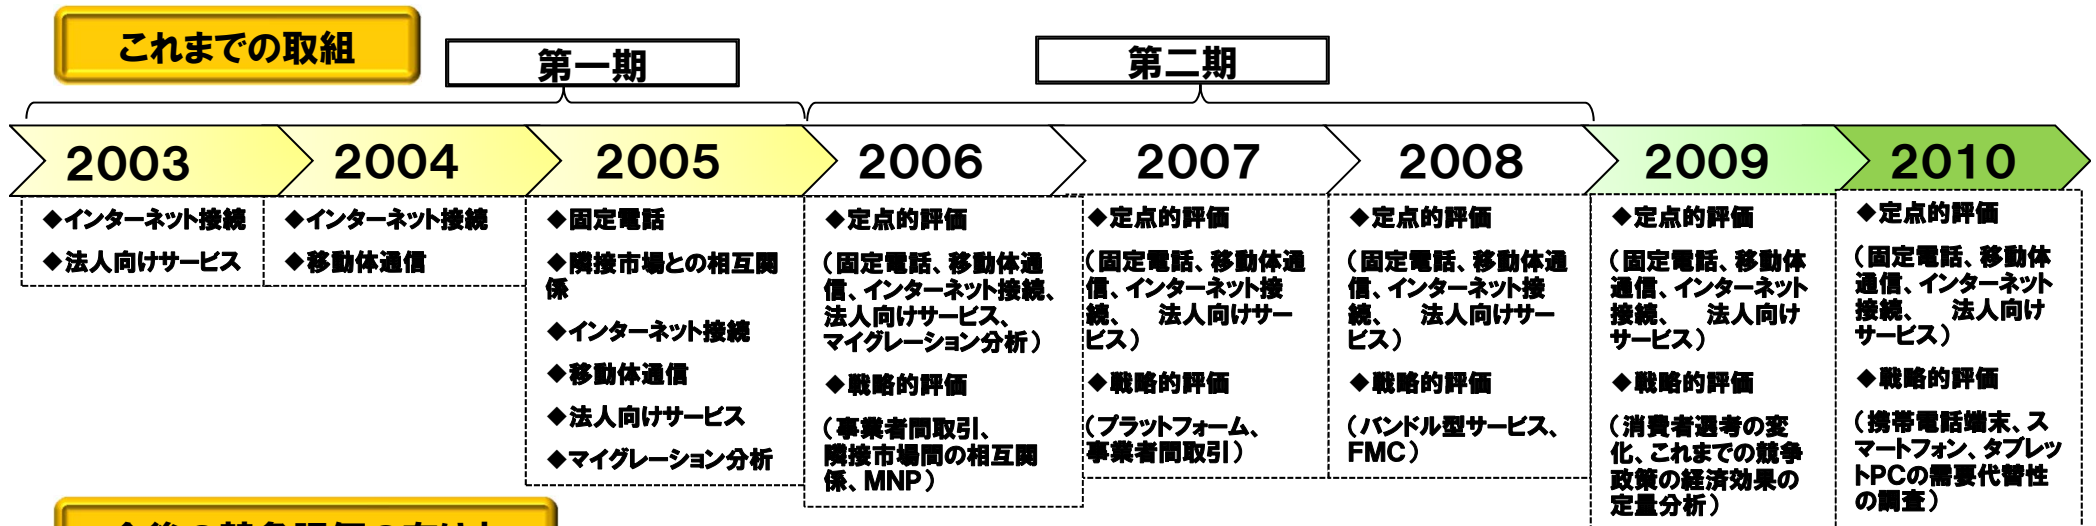 これまでの取組
第一期
第二期
2003
2004
2005
2006
2007
2008
2009
2010
◆インターネット接続
◆法人向けサービス
◆インターネット接続
◆移動体通信
◆固定電話
◆隣接市場との相互関
係
◆インターネット接続
◆移動体通信
◆法人向けサービス
◆マイグレーション分析
◆定点的評価
（固定電話、移動体通
信、インターネット接続、
法人向けサービス、
マイグレーション分析）
◆戦略的評価
（事業者間取引、
隣接市場間の相互関
係、MNP）
◆定点的評価
（固定電話、移動体通
信、インターネット接
続、　法人向けサー
ビス）
◆戦略的評価
（プラットフォーム、
事業者間取引）
◆定点的評価
（固定電話、移動体通
信、インターネット接
続、　法人向けサー
ビス）
◆戦略的評価
（バンドル型サービス、
FMC）
◆定点的評価
（固定電話、移動体
通信、インターネット
接続、　法人向け
サービス）
◆戦略的評価
（消費者選考の変
化、これまでの競争
政策の経済効果の
定量分析）
◆定点的評価
（固定電話、移動体
通信、インターネット
接続、　法人向け
サービス）
◆戦略的評価
（携帯電話端末、ス
マートフォン、タブレッ
トPCの需要代替性
の調査）